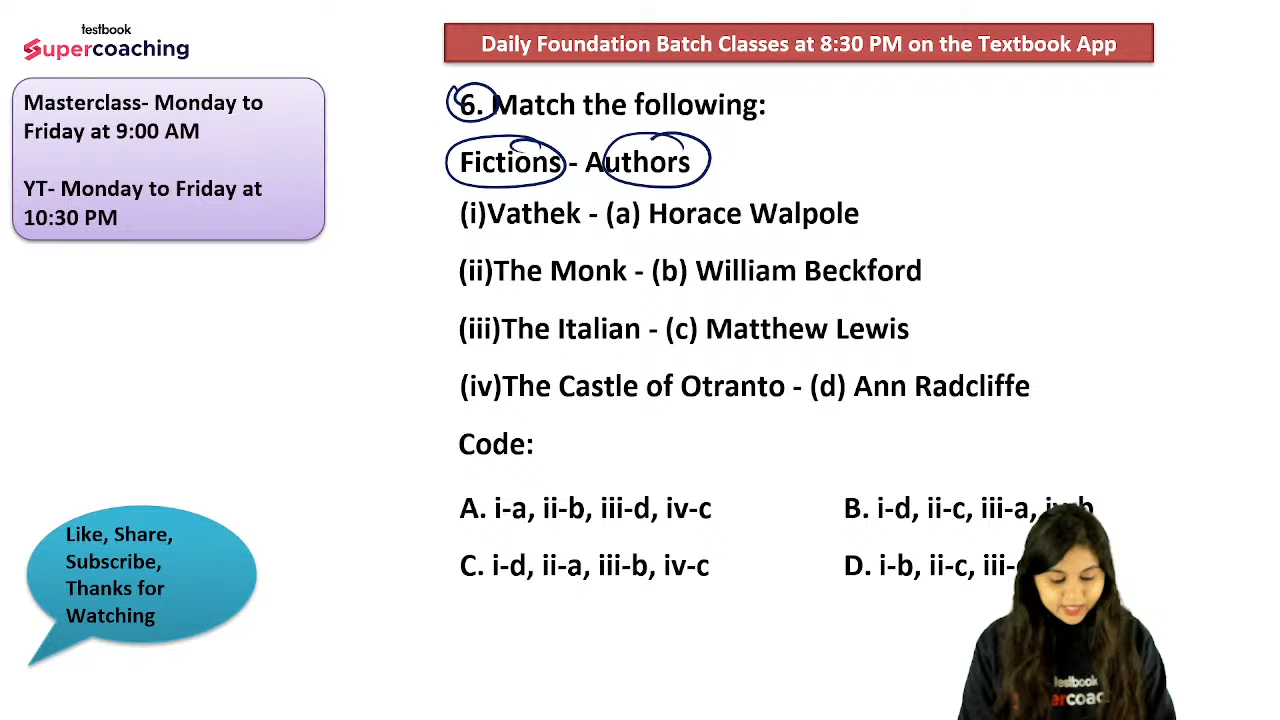 testbook
Supercoaching
Daily Foundation Batch Classes at 8:30 PM on the Textbook App
Masterclass- Monday to
Friday at 9:00 AM
YT- Monday to Friday at
10:30 PM
6. Match the following:
Fictions - Authors
(i)Vathek - (a) Horace Walpole
(ii)The Monk - (b) William Beckford
(iii)The Italian - (c) Matthew Lewis
(iv)The Castle of Otranto - (d) Ann Radcliffe
Code:
A. i-a, ii-b, iii-d, iv-c
B. i-d, ii-c, iii-a, iv-b
C. i-d, ii-a, iii-b, iv-c
D. i-b, ii-c,
Like, Share,
Subscribe,
Thanks for
Watching
testbook